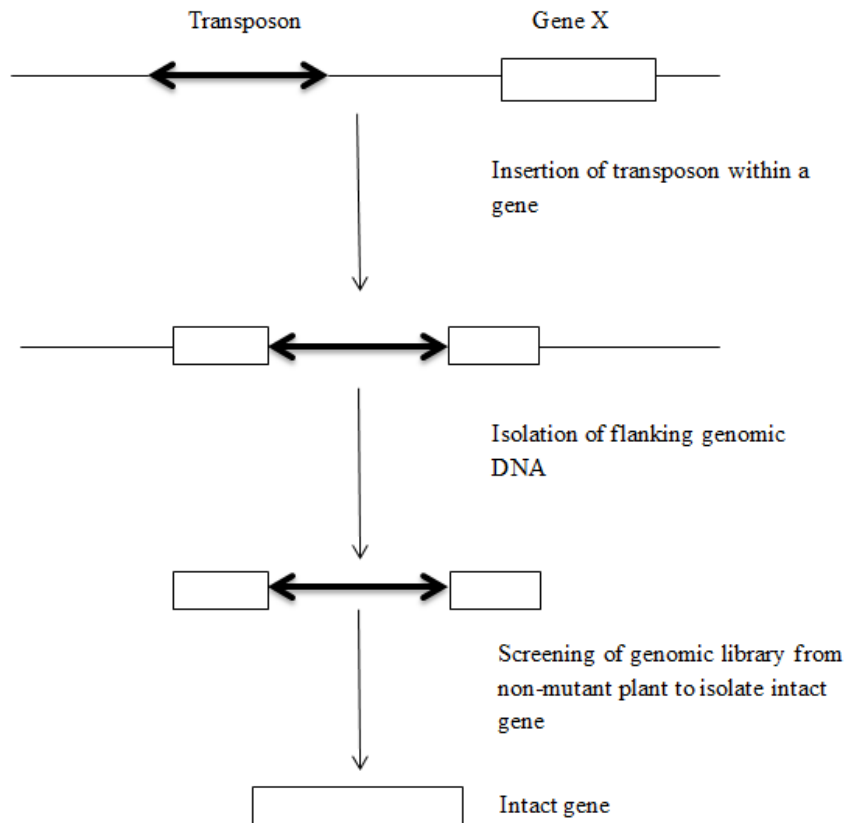 Transposon Gene X
Insertion of transposon within a
gene
Isolation of flanking genomic
DNA
Screening of genomic library from
non-mutant plant to isolate intact
gene
Intact gene